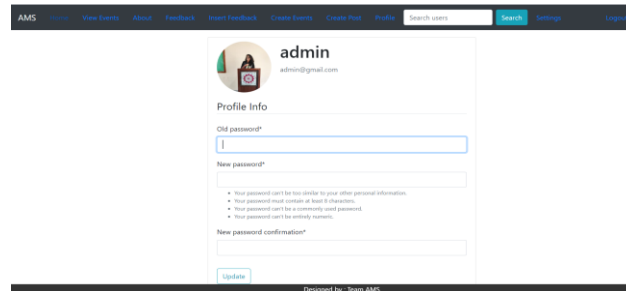 AMS Home View Events About Feedback Insert Feedback Create Events Create Post Profile Search users Search Settings Logout
admin
admin@gmail.com
Profile Info
Old password*
New password*
Your password can't be too similar to your other personal information.
Your password must contain at least 8 characters.
Your password can't be a commonly used password.
Your password can't be entirely numeric.
New password confirmation*
Update
Designed by : Team AMS